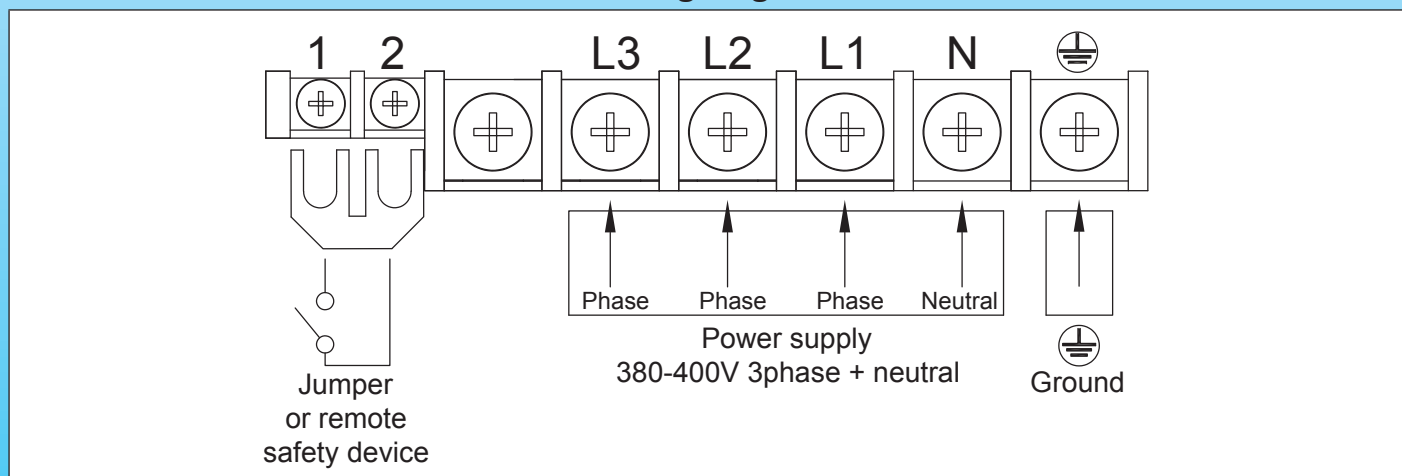 1 2 L3 L2 L1 N
Phase Phase Phase Neutral
Power supply
380-400V 3phase + neutral
Ground
Jumper
or remote
safety device